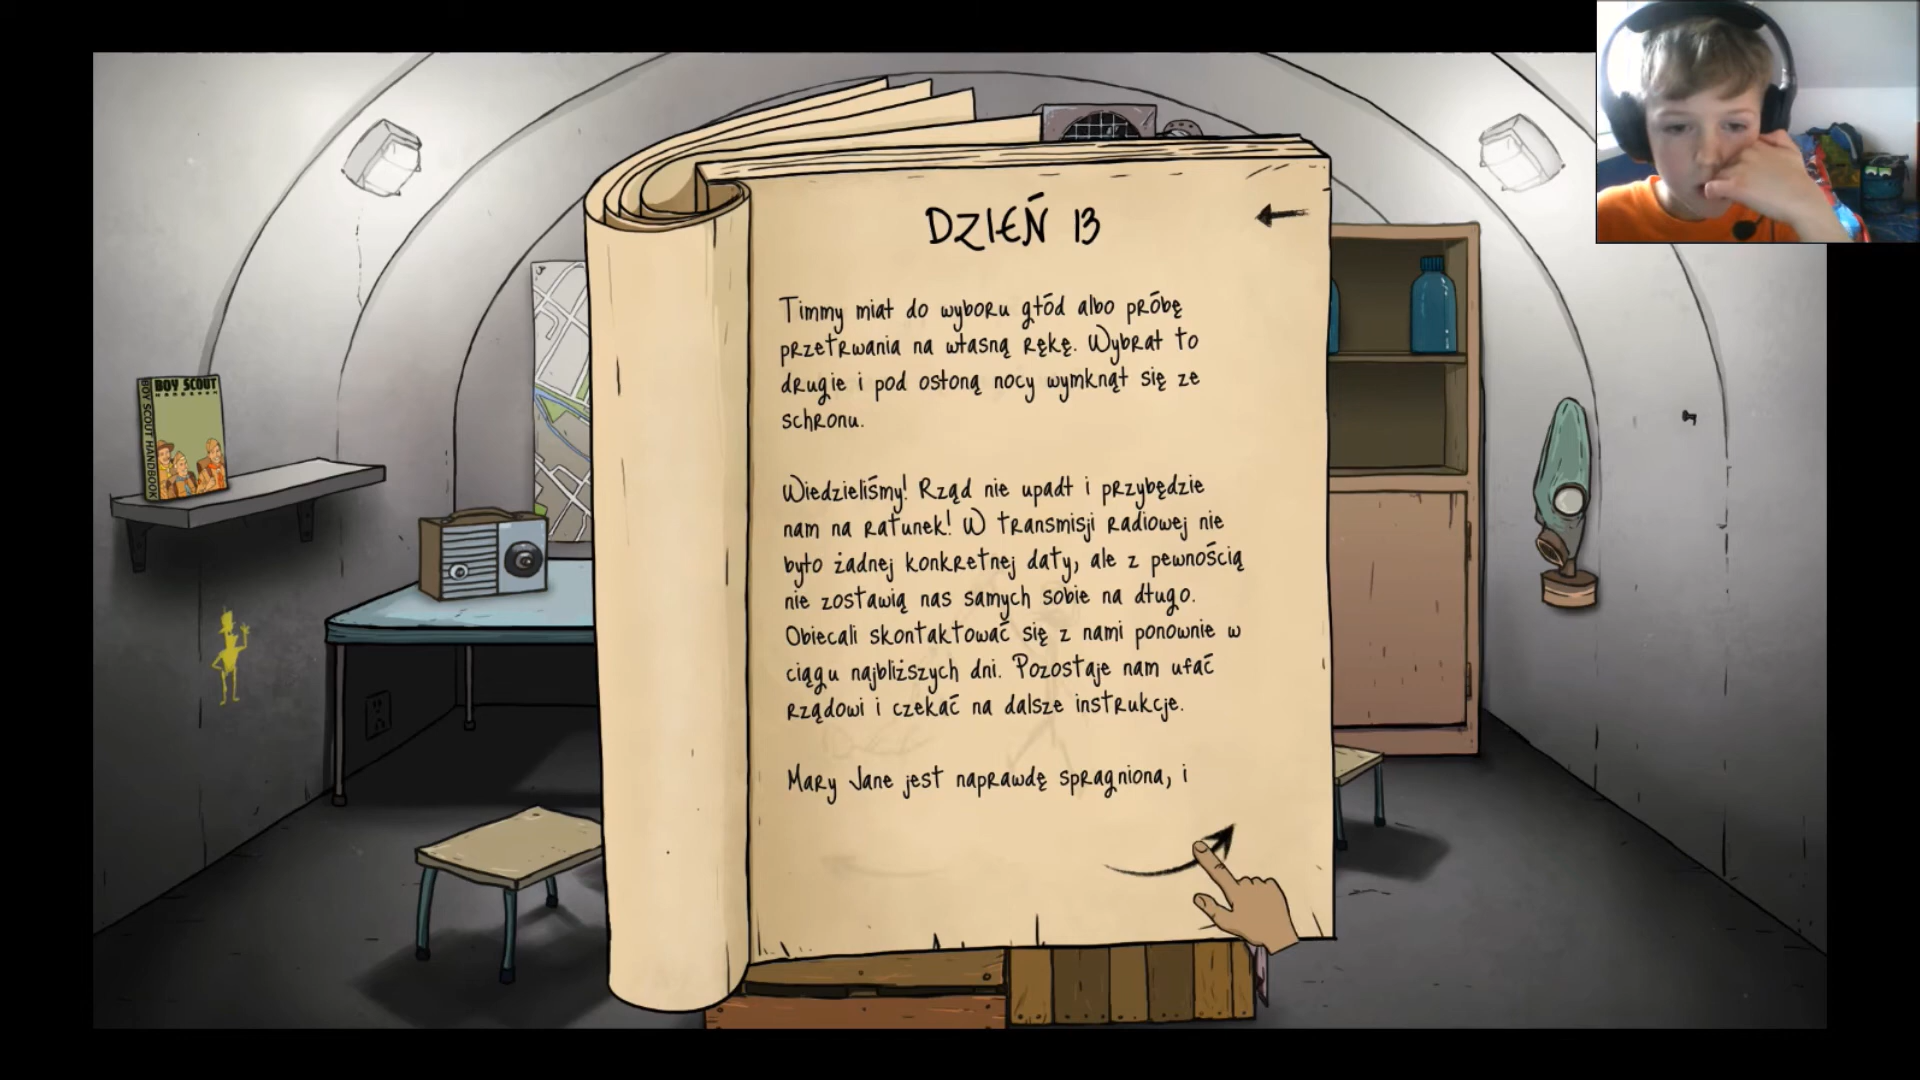 DZIEŃ 13
Timmy miał do wyboru głód albo próbę
przetrwania na własną rękę. Wybrał to
drugie i pod osłoną nocy wymknął się ze
schronu.
Wiedzieliśmy! Rząd nie upadł i przybędzie
nam na ratunek! W transmisji radiowej nie
było żadnej konkretnej daty, ale z pewnością
nie zostawią nas samych sobie na długo.
Obiecali skontaktować się z nami ponownie w
ciągu najbliższych dni. Pozostaje nam ufać
rządowi i czekać na dalsze instrukcje.
Mary Jane jest naprawdę spragniona, i
BOY SCOUT
HANDBOOK
BOY SCOUT HANDBOOK